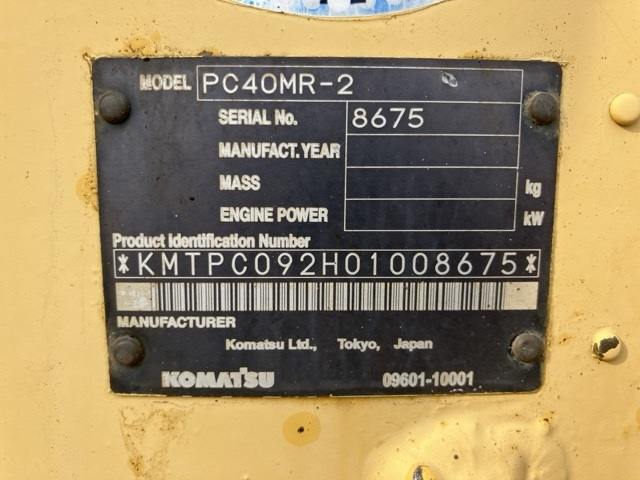 MODEL PC40MR-2
SERIAL No. 8675
MANUFACT. YEAR
MASS kg
ENGINE POWER kW
Product Identification Number
*KMTPC092H01008675*
MANUFACTURER
Komatsu Ltd., Tokyo, Japan
KOMATSU 09601-10001